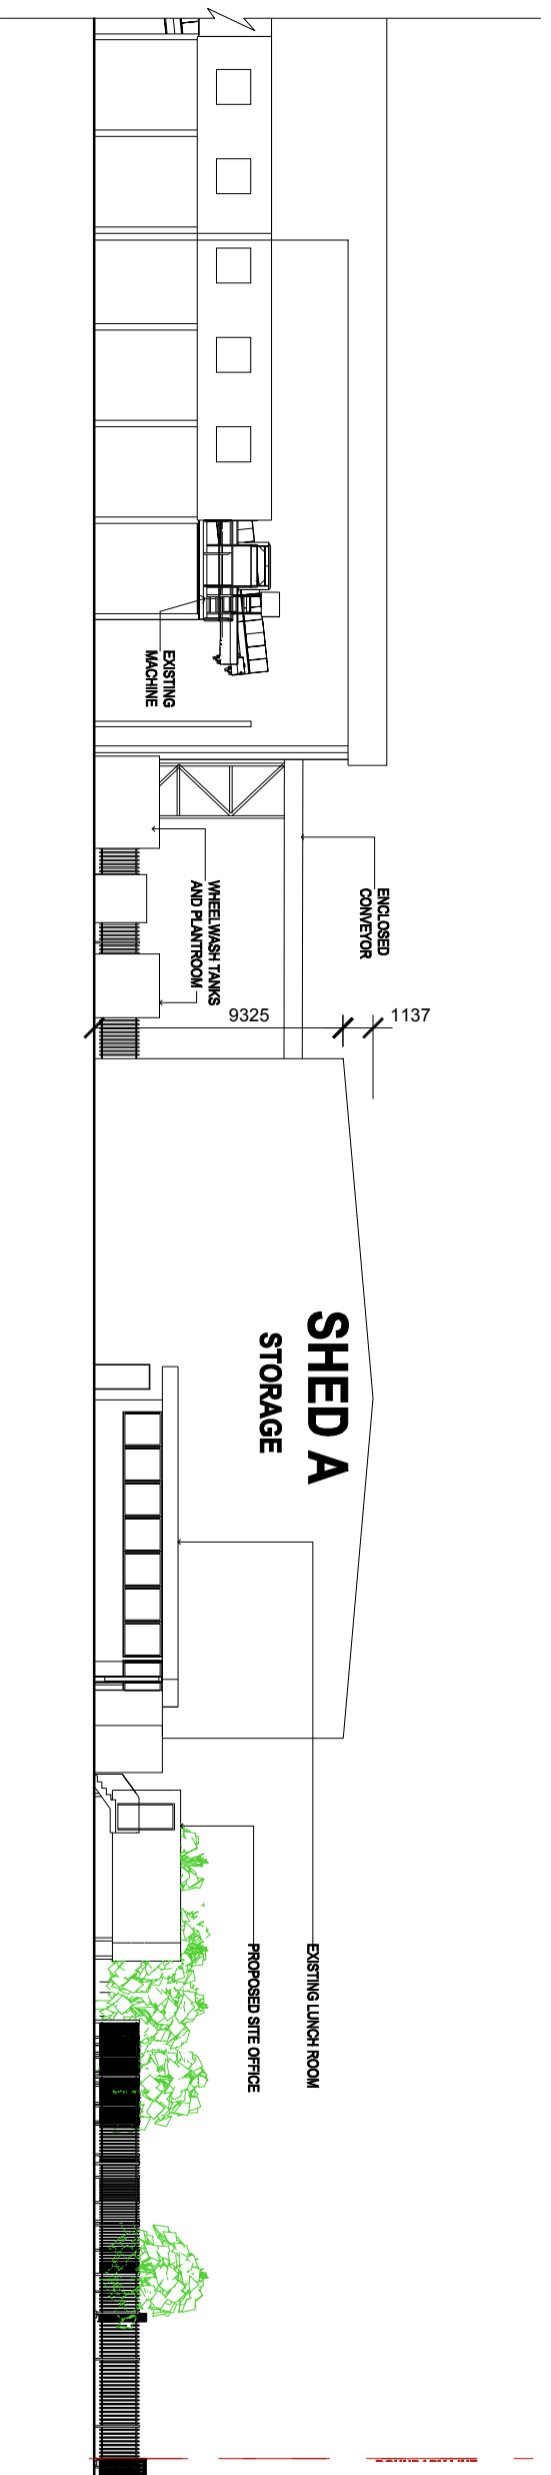 EXISTING
MACHINE
ENCLOSED
CONVEYOR
WHEELWASH TANKS
AND PLANTROOM
9325
1137
SHED A
STORAGE
EXISTING LUNCH ROOM
PROPOSED SITE OFFICE